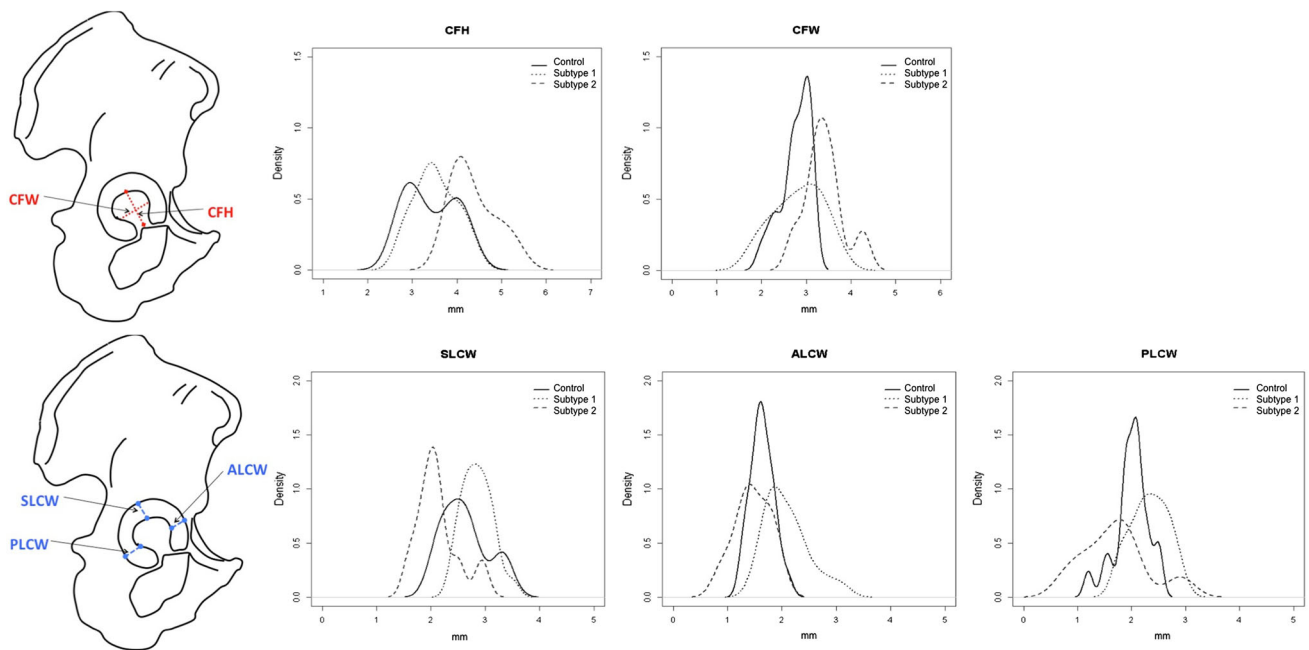 CFW
CFH
CFH
Density
1.5
1.0
0.5
0.0
1 2 3 4 5 6 7
mm
Control
Subtype 1
Subtype 2
CFW
Density
1.5
1.0
0.5
0.0
0 1 2 3 4 5 6
mm
Control
Subtype 1
Subtype 2
ALCW
SLCW
PLCW
SLCW
Density
2.0
1.5
1.0
0.5
0.0
0 1 2 3 4 5
mm
Control
Subtype 1
Subtype 2
ALCW
Density
2.0
1.5
1.0
0.5
0.0
0 1 2 3 4 5
mm
Control
Subtype 1
Subtype 2
PLCW
Density
2.0
1.5
1.0
0.5
0.0
0 1 2 3 4 5
mm
Control
Subtype 1
Subtype 2